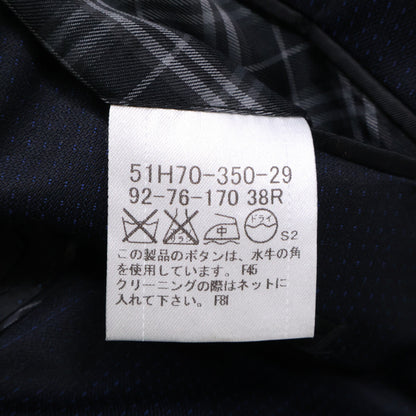 51H70-350-29
92-76-170 38R
中 ドライ
S2
この製品のボタンは、水牛の角
を使用しています。 F45
クリーニングの際はネットに
入れて下さい。 F81